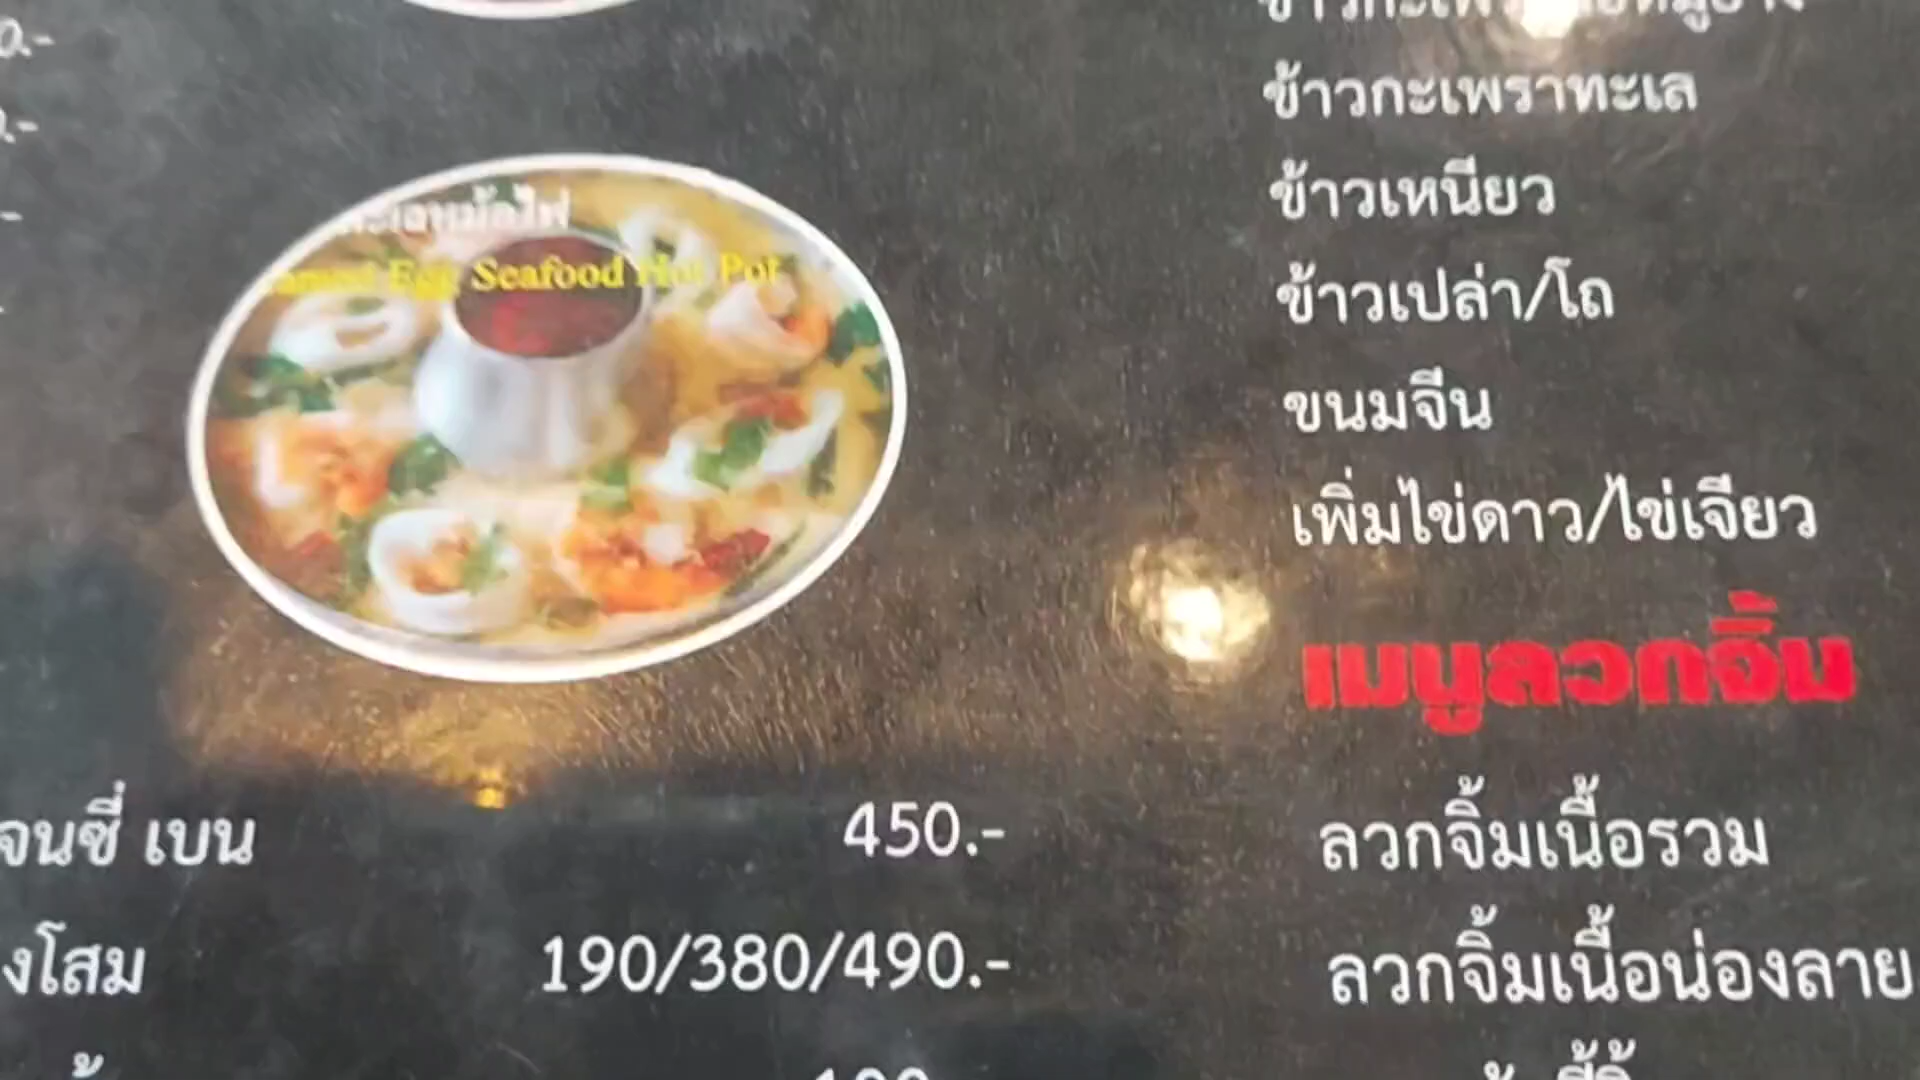 Seafood Hot Pot
จนซี่ เบน 450.-
งโสม 190/380/490.-
ข้าวกะเพราทะเล
ข้าวเหนียว
ข้าวเปล่า/โถ
ขนมจีน
เพิ่มไข่ดาว/ไข่เจียว
เมนูลวกจิ้ม
ลวกจิ้มเนื้อรวม
ลวกจิ้มเนื้อน่องลาย